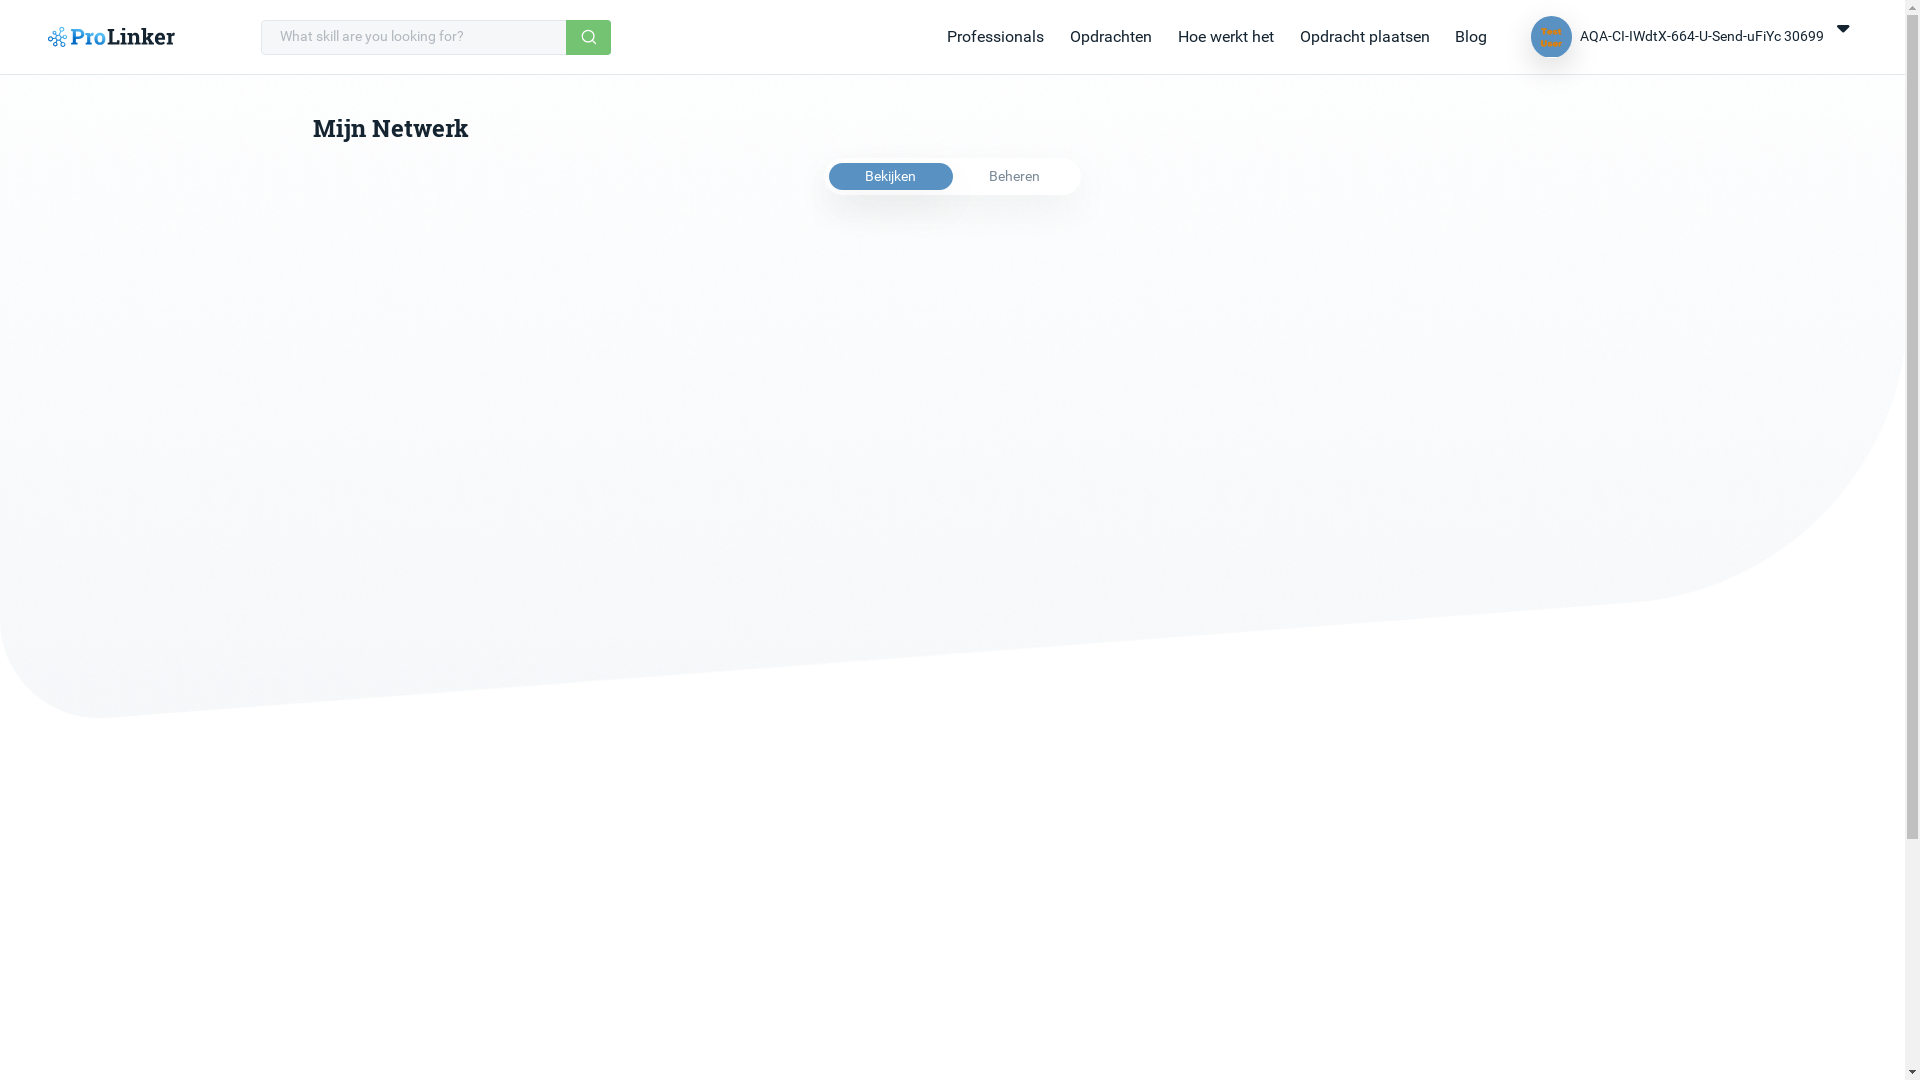 ProLinker
What skill are you looking for?
Professionals
Opdrachten
Hoe werkt het
Opdracht plaatsen
Blog
Test
User
AQA-CI-IWdtX-664-U-Send-uFiYc 30699
Mijn Netwerk
Bekijken
Beheren